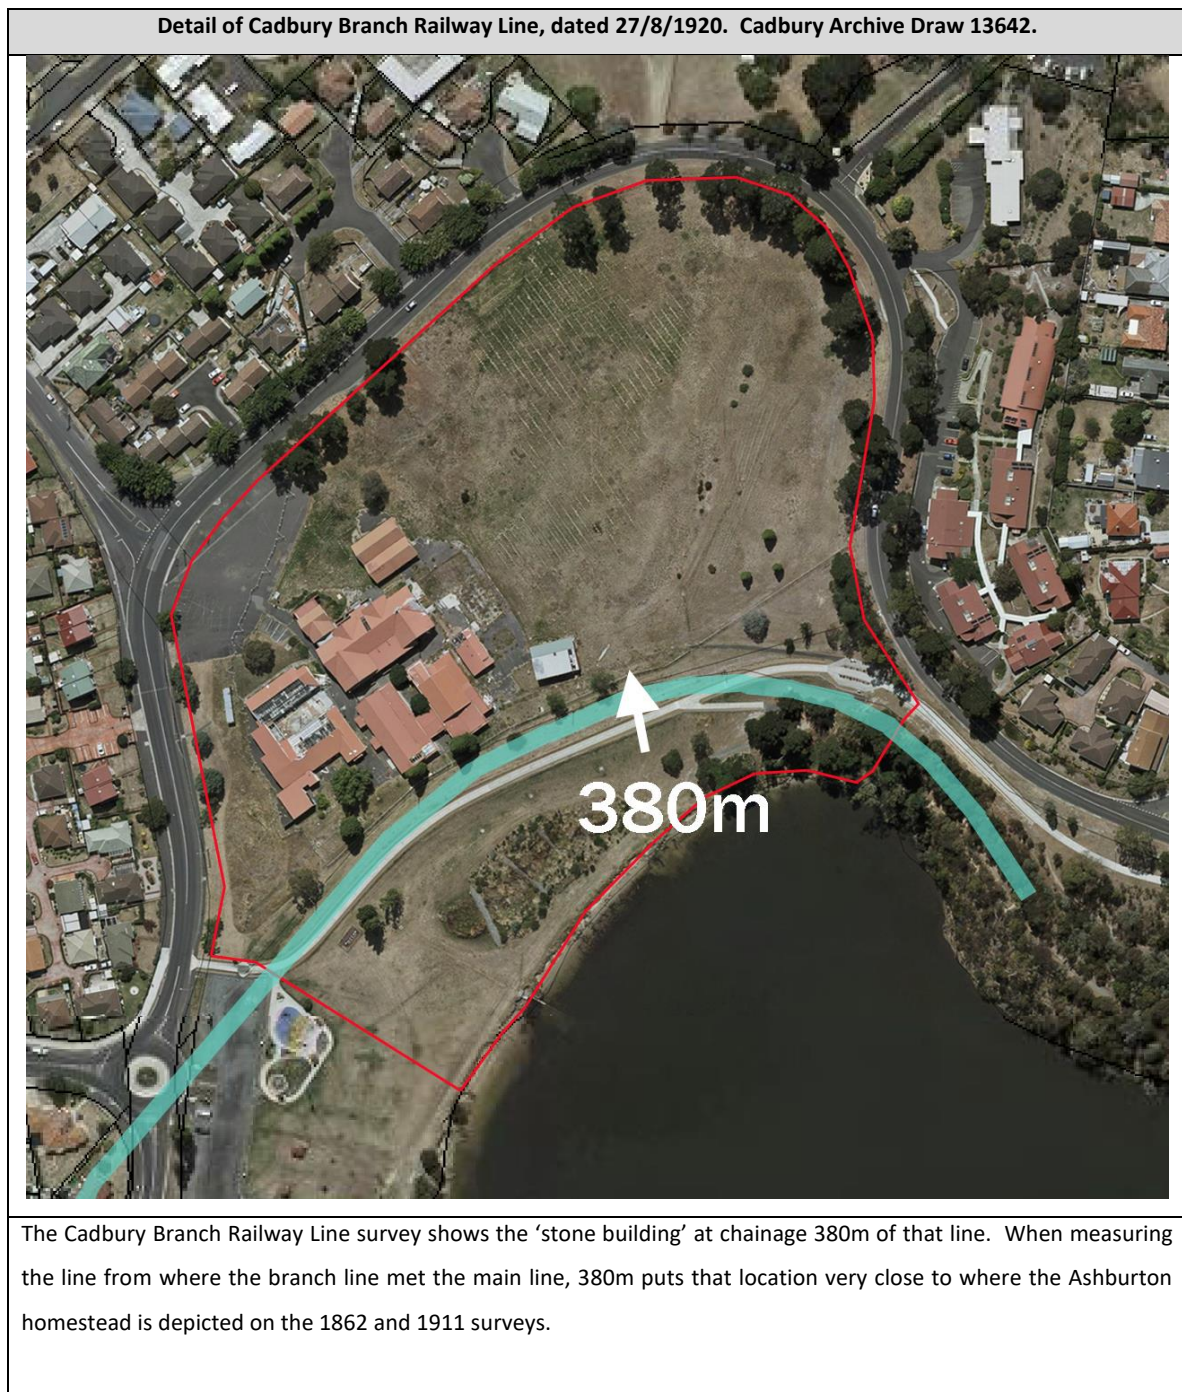 Detail of Cadbury Branch Railway Line, dated 27/8/1920. Cadbury Archive Draw 13642.
380m
The Cadbury Branch Railway Line survey shows the ‘stone building’ at chainage 380m of that line. When measuring
the line from where the branch line met the main line, 380m puts that location very close to where the Ashburton
homestead is depicted on the 1862 and 1911 surveys.